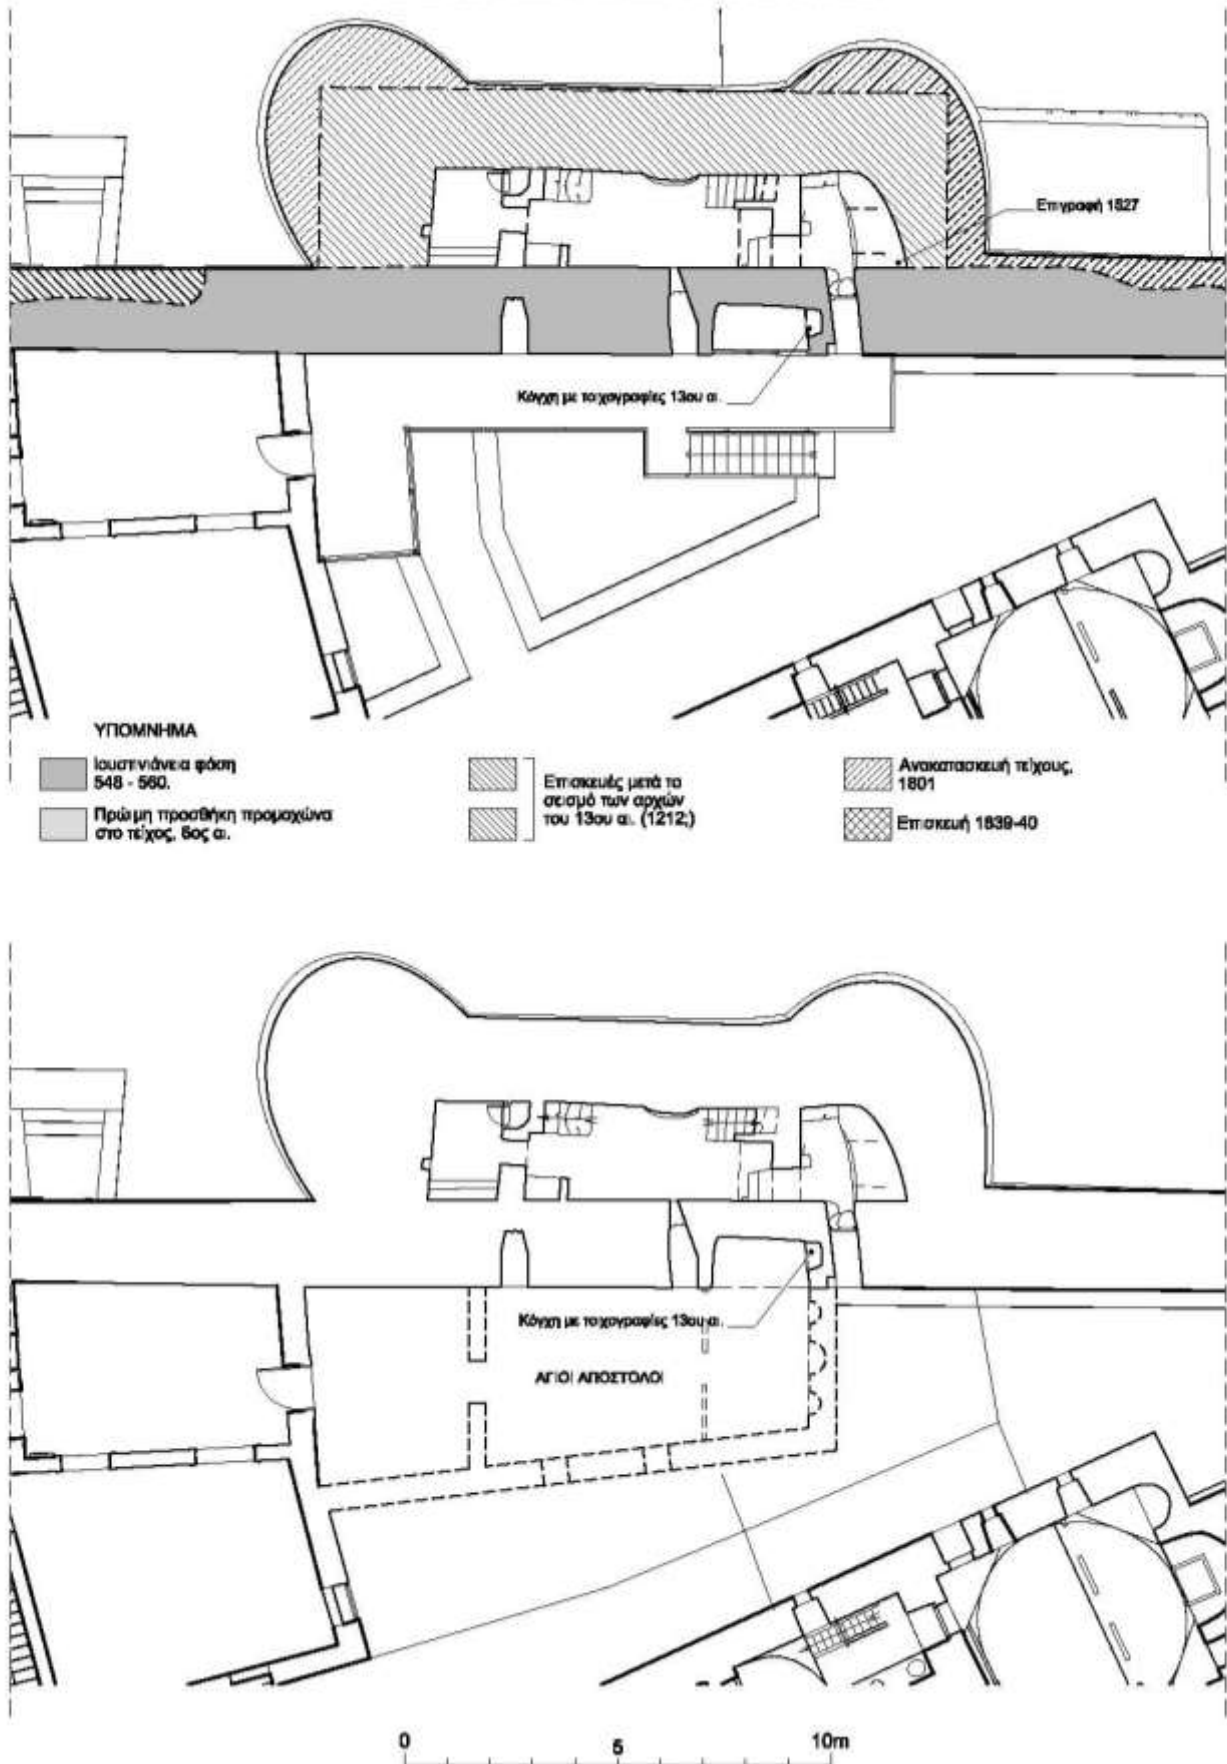 Επιγραφή 1827
Κόγχη με τοιχογραφίες 13ου αι.
ΥΠΟΜΝΗΜΑ
Ιουστινιάνεια φάση
548 - 560.
Πρώιμη προσθήκη προμαχώνα
στο τείχος, 6ος αι.
Επισκευές μετά το
σεισμό των αρχών
του 13ου αι. (1212;)
Ανακατασκευή τείχους,
1801
Επισκευή 1839-40
Κόγχη με τοιχογραφίες 13ου αι.
ΑΓΙΟΙ ΑΠΟΣΤΟΛΟΙ
0 5 10m